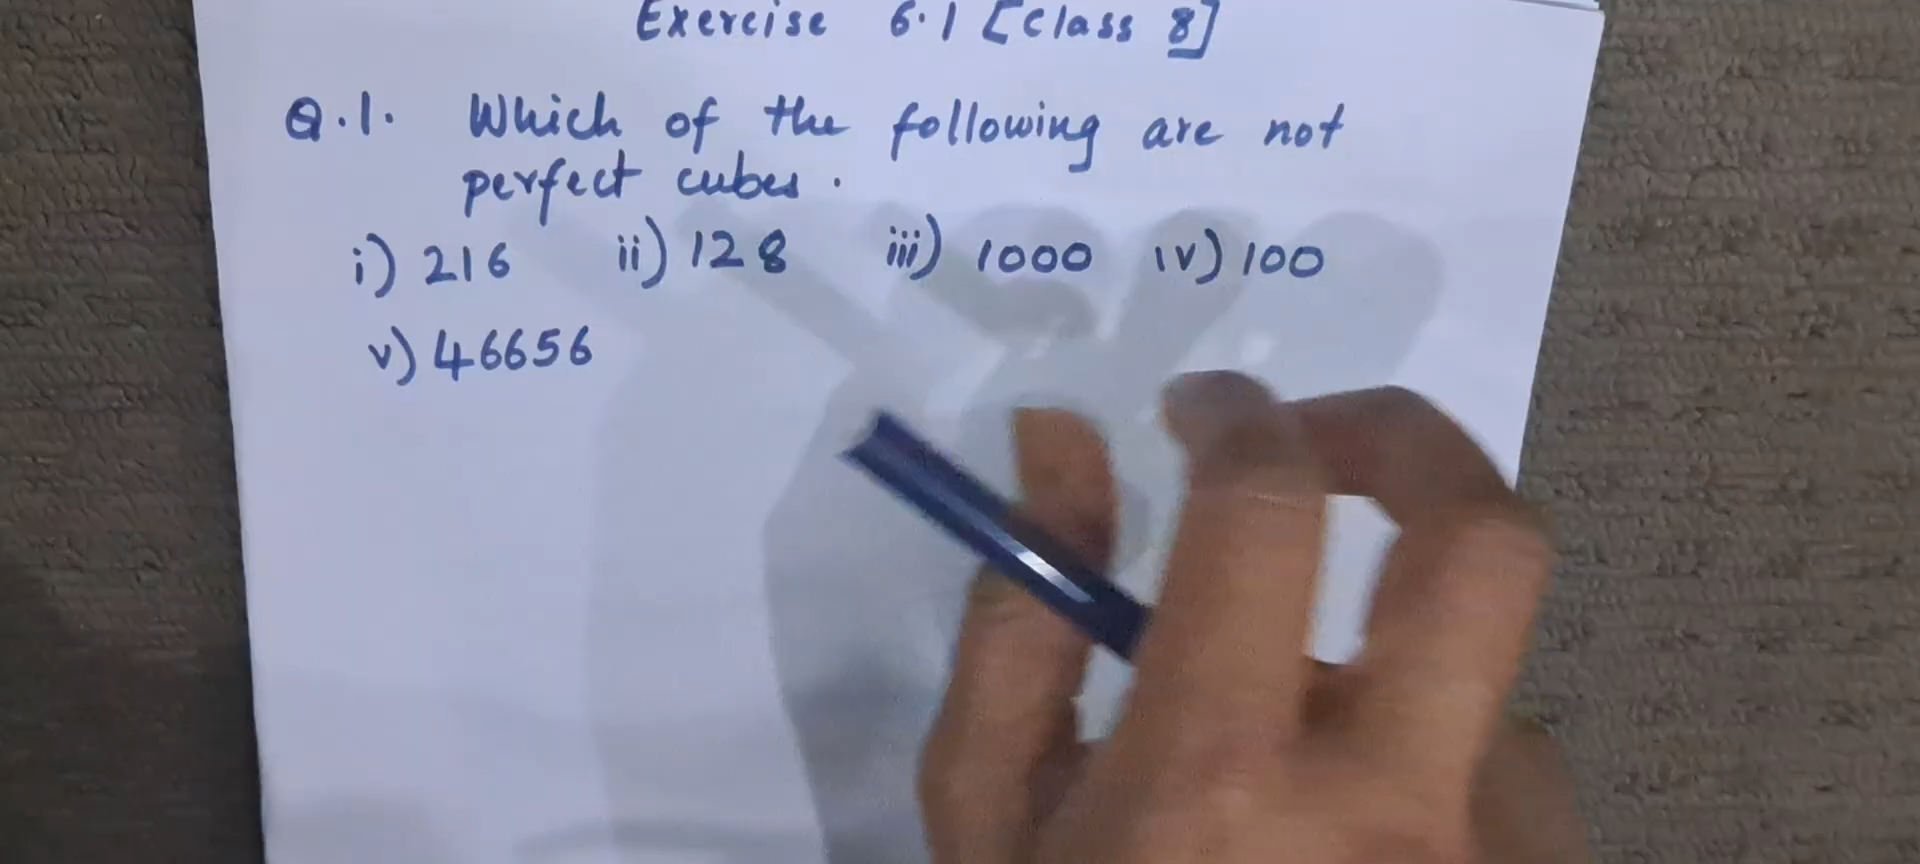 Exercise 6.1 [Class 8]
Q.1. Which of the following are not
perfect cubes.
i) 216 ii) 128 iii) 1000 iv) 100
v) 46656